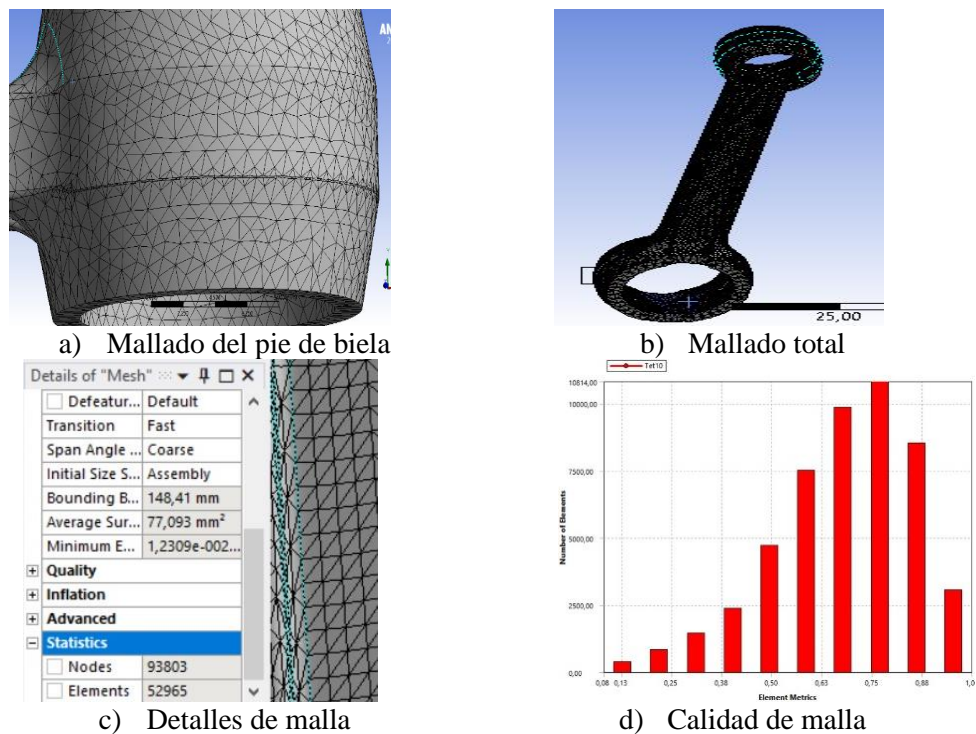 AN
a) Mallado del pie de biela
25,00
b) Mallado total
Details of "Mesh"
Defeatur... Default
Transition Fast
Span Angle ... Coarse
Initial Size S... Assembly
Bounding B... 148,41 mm
Average Sur... 77,093 mm²
Minimum E... 1,2309e-002...
Quality
Inflation
Advanced
Statistics
Nodes 93803
Elements 52965
c) Detalles de malla
Tet10
10814,00
10000,00
7500,00
5000,00
2500,00
0,00
Number of Elements
0,08 0,13 0,25 0,38 0,50 0,63 0,75 0,88 1,0
Element Metrics
d) Calidad de malla